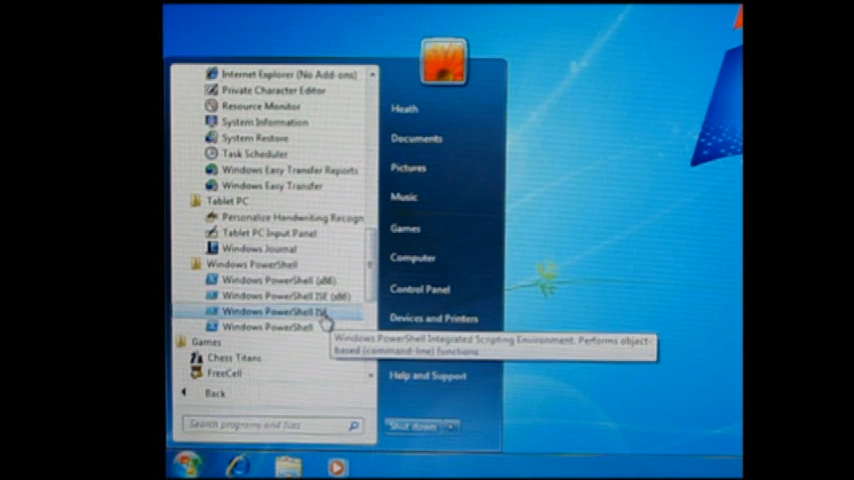 Internet Explorer (No Add-ons)
Private Character Editor
Resource Monitor
System Information
System Restore
Task Scheduler
Windows Easy Transfer Reports
Windows Easy Transfer
Tablet PC
Personalize Handwriting Recogn
Tablet PC Input Panel
Windows Journal
Windows PowerShell
Windows PowerShell (x86)
Windows PowerShell ISE (x86)
Windows PowerShell ISE
Windows PowerShell
Games
Chess Titans
FreeCell
Back
Search programs and files
Heath
Documents
Pictures
Music
Games
Computer
Control Panel
Devices and Printers
Windows PowerShell Integrated Scripting Environment. Performs object-
based (command-line) functions
Help and Support
Shut down